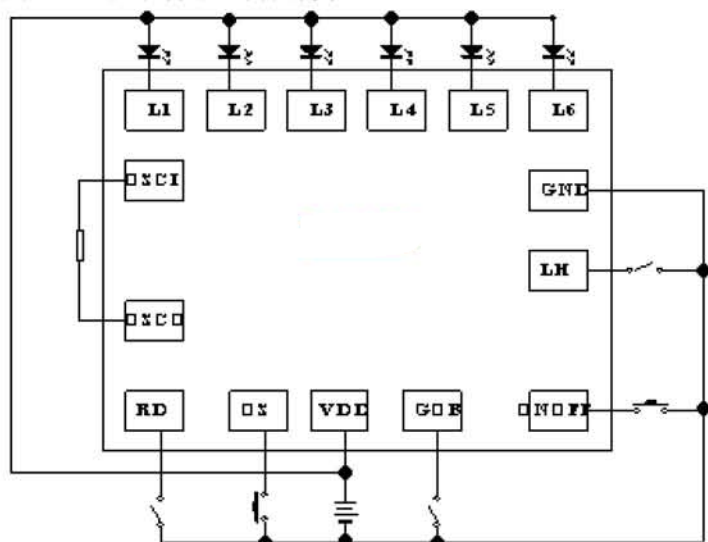 L1 L2 L3 L4 L5 L6
OSCI
GND
LH
OSCO
RD OS VDD GOB ONOFF